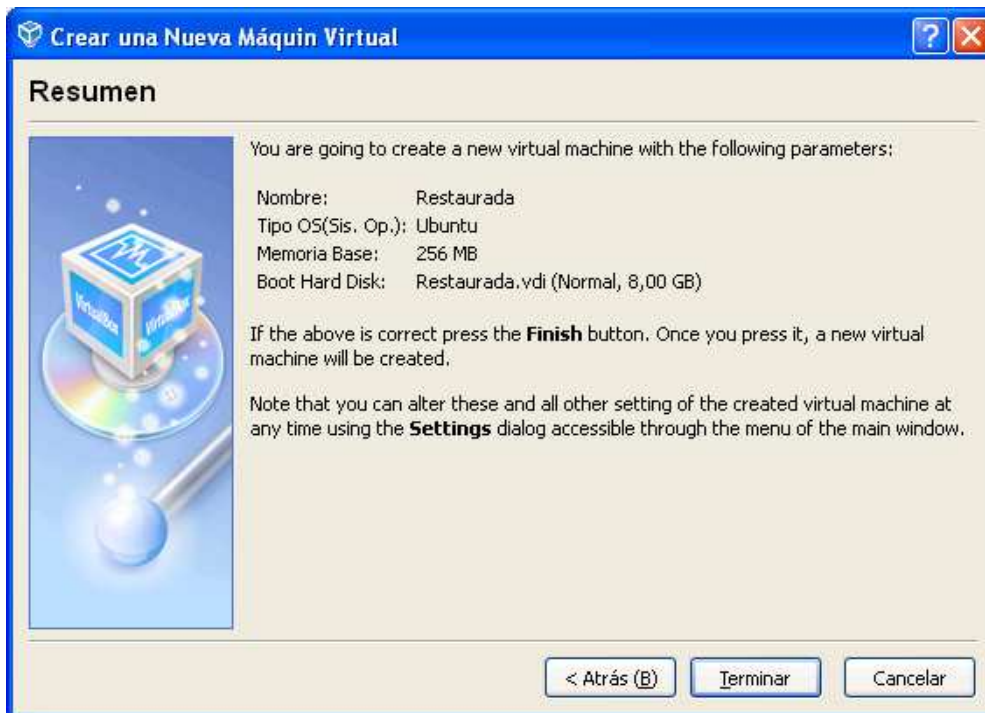 Crear una Nueva Máquin Virtual
Resumen
You are going to create a new virtual machine with the following parameters:
Nombre: Restaurada
Tipo OS(Sis. Op.): Ubuntu
Memoria Base: 256 MB
Boot Hard Disk: Restaurada.vdi (Normal, 8,00 GB)
If the above is correct press the Finish button. Once you press it, a new virtual
machine will be created.
Note that you can alter these and all other setting of the created virtual machine at
any time using the Settings dialog accessible through the menu of the main window.
VirtualBox
VirtualBox
< Atrás (B)
Terminar
Cancelar